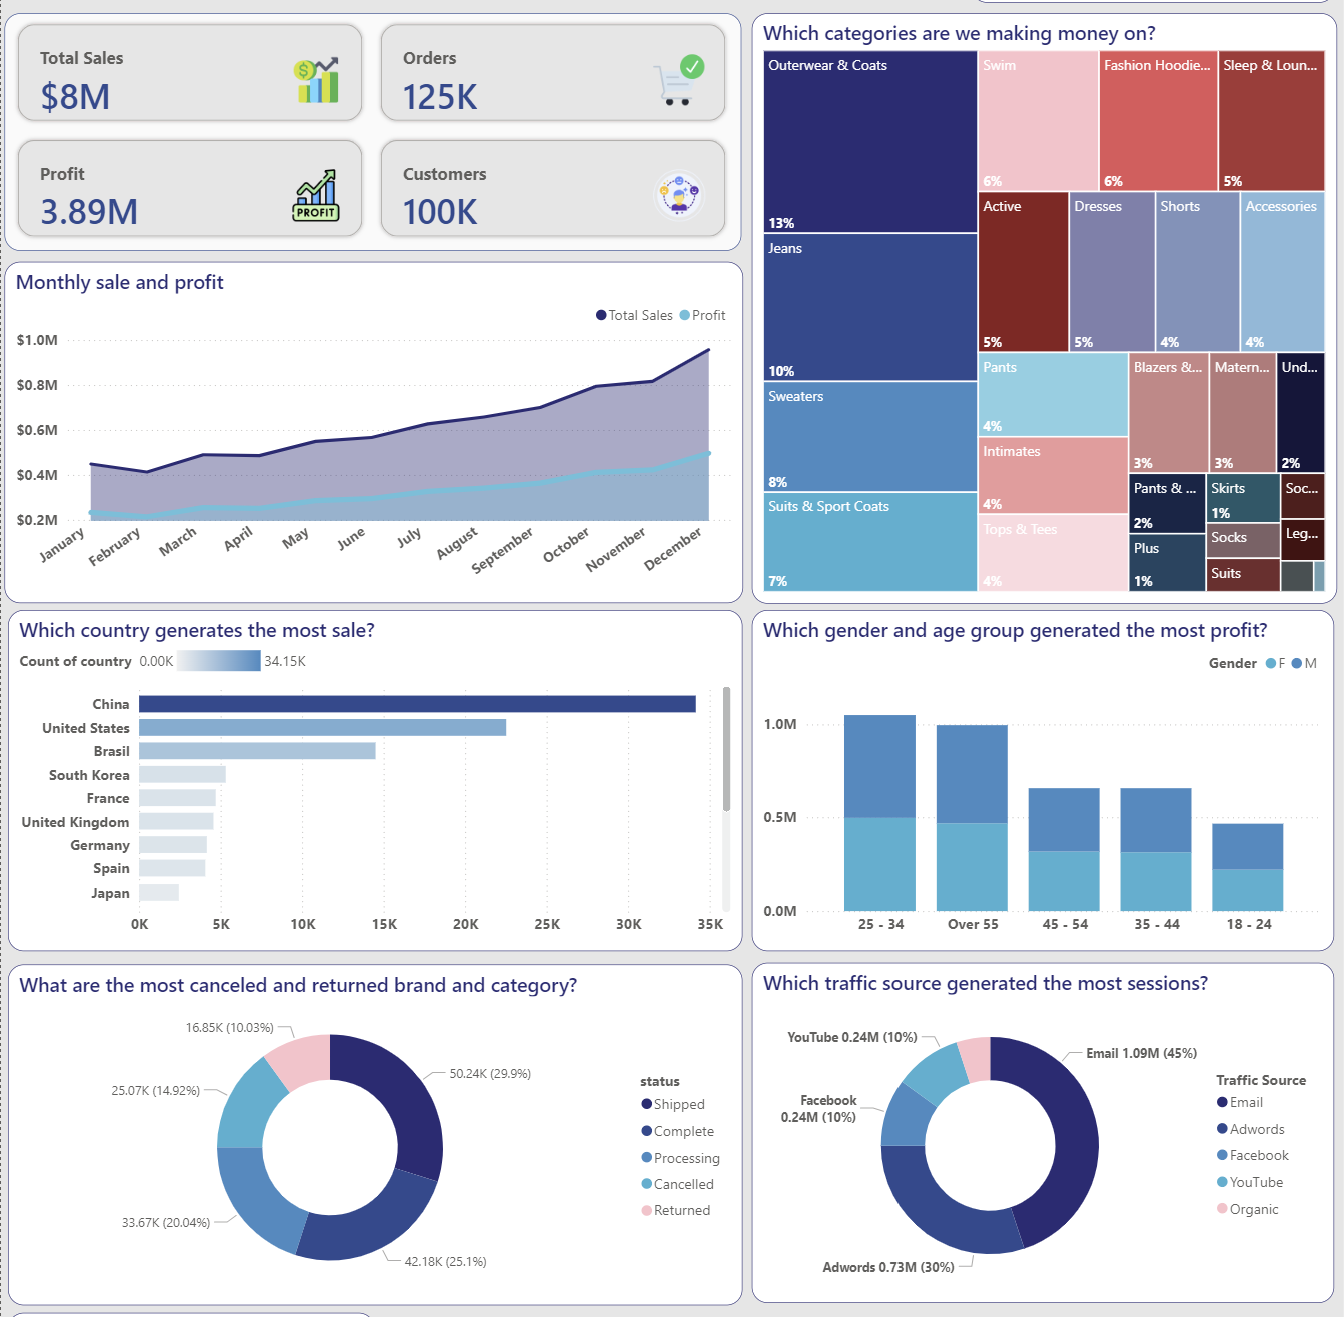 Total Sales
$8M
Orders
125K
Profit
3.89M
PROFIT
Customers
100K
Monthly sale and profit
Total Sales Profit
$1.0M
$0.8M
$0.6M
$0.4M
$0.2M
January February March April May June July August September October November December
Which categories are we making money on?
Outerwear & Coats
13%
Jeans
10%
Sweaters
8%
Suits & Sport Coats
7%
Swim
6%
Fashion Hoodie...
6%
Sleep & Loun...
5%
Active
5%
Dresses
5%
Shorts
4%
Accessories
4%
Pants
4%
Intimates
4%
Tops & Tees
4%
Blazers &...
3%
Matern...
3%
Und...
2%
Pants & ...
2%
Plus
1%
Skirts
1%
Socks
Suits
Soc...
Leg...
Which country generates the most sale?
Count of country 0.00K 34.15K
China
United States
Brasil
South Korea
France
United Kingdom
Germany
Spain
Japan
0K 5K 10K 15K 20K 25K 30K 35K
Which gender and age group generated the most profit?
Gender F M
1.0M
0.5M
0.0M
25 - 34 Over 55 45 - 54 35 - 44 18 - 24
What are the most canceled and returned brand and category?
16.85K (10.03%)
50.24K (29.9%)
25.07K (14.92%)
33.67K (20.04%)
42.18K (25.1%)
status
Shipped
Complete
Processing
Cancelled
Returned
Which traffic source generated the most sessions?
YouTube 0.24M (10%)
Email 1.09M (45%)
Facebook
0.24M (10%)
Adwords 0.73M (30%)
Traffic Source
Email
Adwords
Facebook
YouTube
Organic